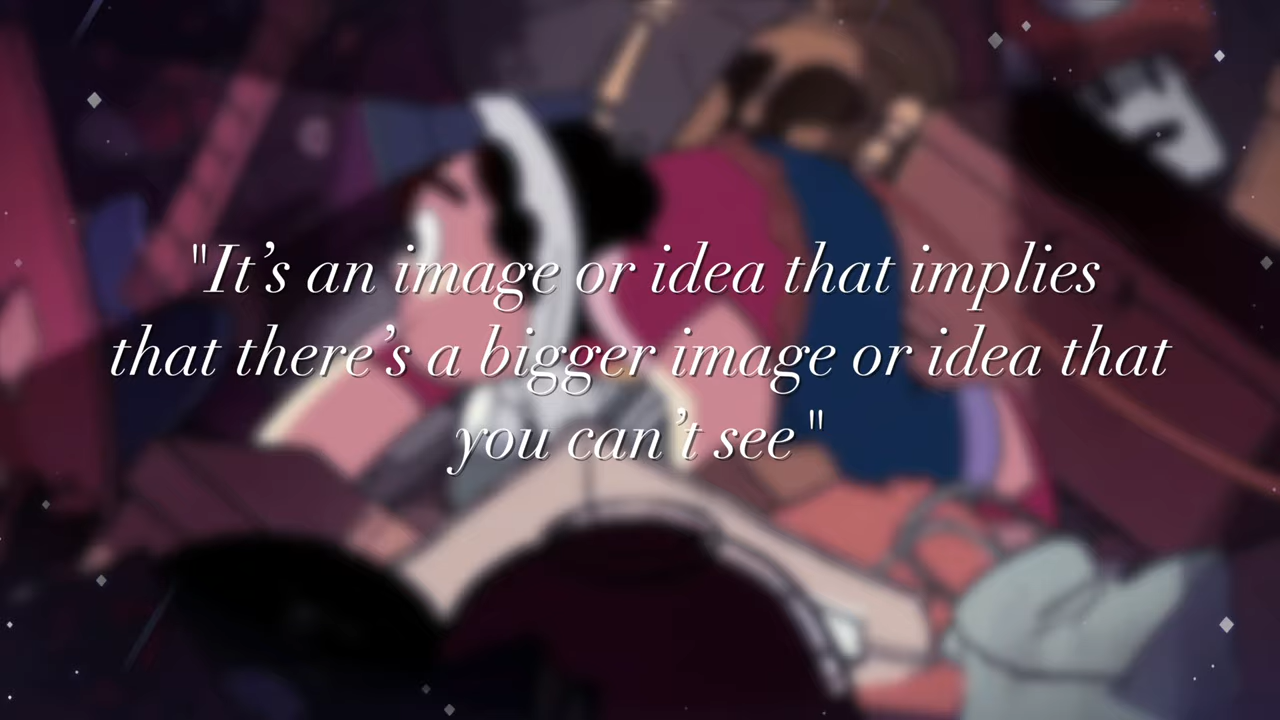 "It’s an image or idea that implies
that there’s a bigger image or idea that
you can’t see"